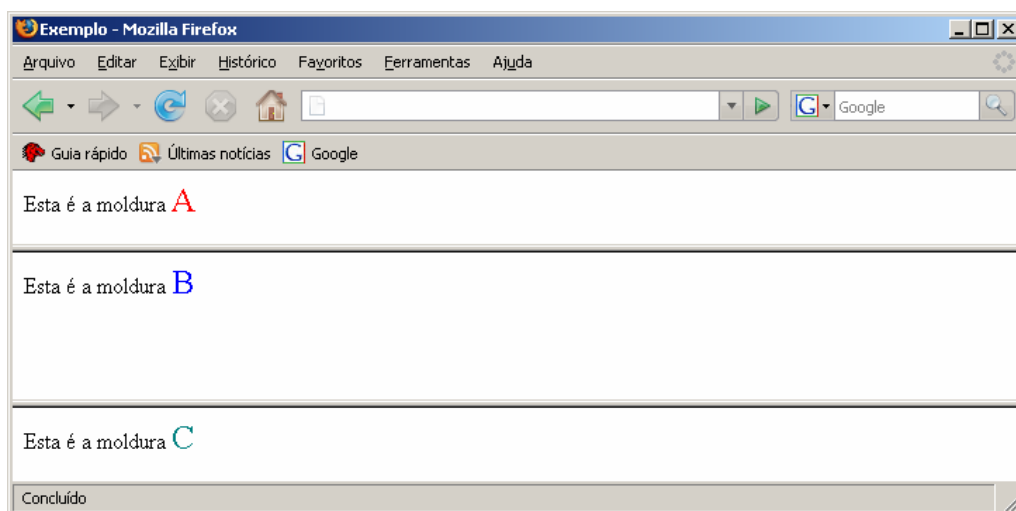 Exemplo - Mozilla Firefox
Arquivo Editar Exibir Histórico Favoritos Ferramentas Ajuda
G Google
Guia rápido Últimas notícias G Google
Esta é a moldura A
Esta é a moldura B
Esta é a moldura C
Concluído